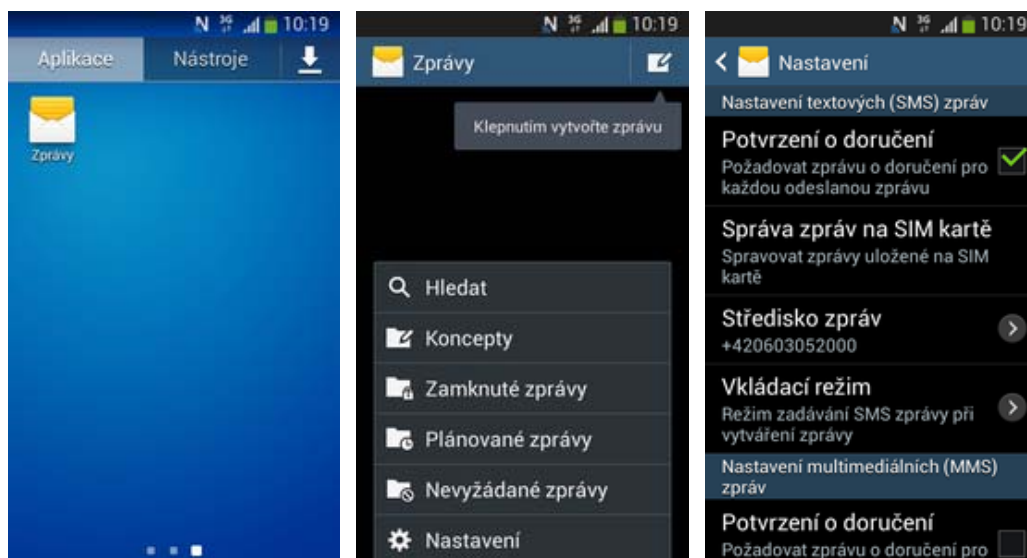 3G 10:19
Aplikace Nástroje
Zprávy
3G 10:19
Zprávy
Klepnutím vytvořte zprávu
Hledat
Koncepty
Zamknuté zprávy
Plánované zprávy
Nevyžádané zprávy
Nastavení
3G 10:19
Nastavení
Nastavení textových (SMS) zpráv
Potvrzení o doručení
Požadovat zprávu o doručení pro
každou odeslanou zprávu
Správa zpráv na SIM kartě
Spravovat zprávy uložené na SIM
kartě
Středisko zpráv
+420603052000
Vkládací režim
Režim zadávání SMS zprávy při
vytváření zprávy
Nastavení multimediálních (MMS)
zpráv
Potvrzení o doručení
Požadovat zprávu o doručení pro